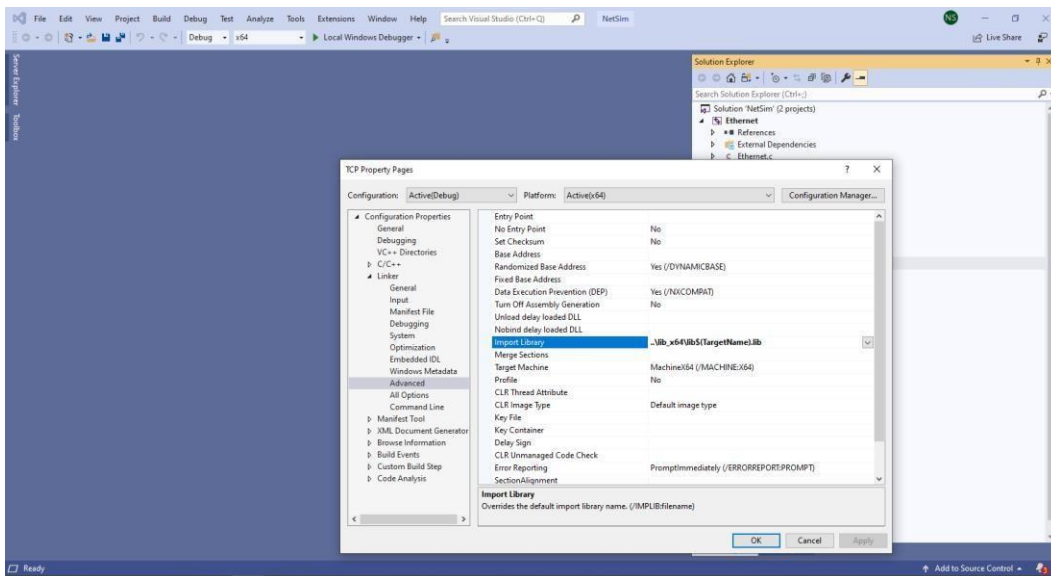 File Edit View Project Build Debug Test Analyze Tools Extensions Window Help Search Visual Studio (Ctrl+Q) NetSim NS
Debug x64 Local Windows Debugger Live Share
Server Explorer
Toolbox
Solution Explorer
Search Solution Explorer (Ctrl+;)
Solution 'NetSim' (2 projects)
Ethernet
References
External Dependencies
Ethernet.c
TCP Property Pages ? ×
Configuration: Active(Debug) Platform: Active(x64) Configuration Manager...
Configuration Properties
General
Debugging
VC++ Directories
C/C++
Linker
General
Input
Manifest File
Debugging
System
Optimization
Embedded IDL
Windows Metadata
Advanced
All Options
Command Line
Manifest Tool
XML Document Generator
Browse Information
Build Events
Custom Build Step
Code Analysis
Entry Point
No Entry Point No
Set Checksum No
Base Address
Randomized Base Address Yes (/DYNAMICBASE)
Fixed Base Address
Data Execution Prevention (DEP) Yes (/NXCOMPAT)
Turn Off Assembly Generation No
Unload delay loaded DLL
Nobind delay loaded DLL
Import Library ..\lib_x64\lib$(TargetName).lib
Merge Sections
Target Machine MachineX64 (/MACHINE:X64)
Profile No
CLR Thread Attribute
CLR Image Type Default image type
Key File
Key Container
Delay Sign
CLR Unmanaged Code Check
Error Reporting PromptImmediately (/ERRORREPORT:PROMPT)
SectionAlignment
Import Library
Overrides the default import library name. (/IMPLIB:filename)
OK Cancel Apply
Ready Add to Source Control